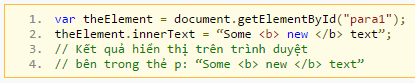 1. var theElement = document.getElementById("para1");
2. theElement.innerText = “Some <b> new </b> text”;
3. // Kết quả hiển thị trên trình duyệt
4. // bên trong thẻ p: “Some <b> new </b> text”